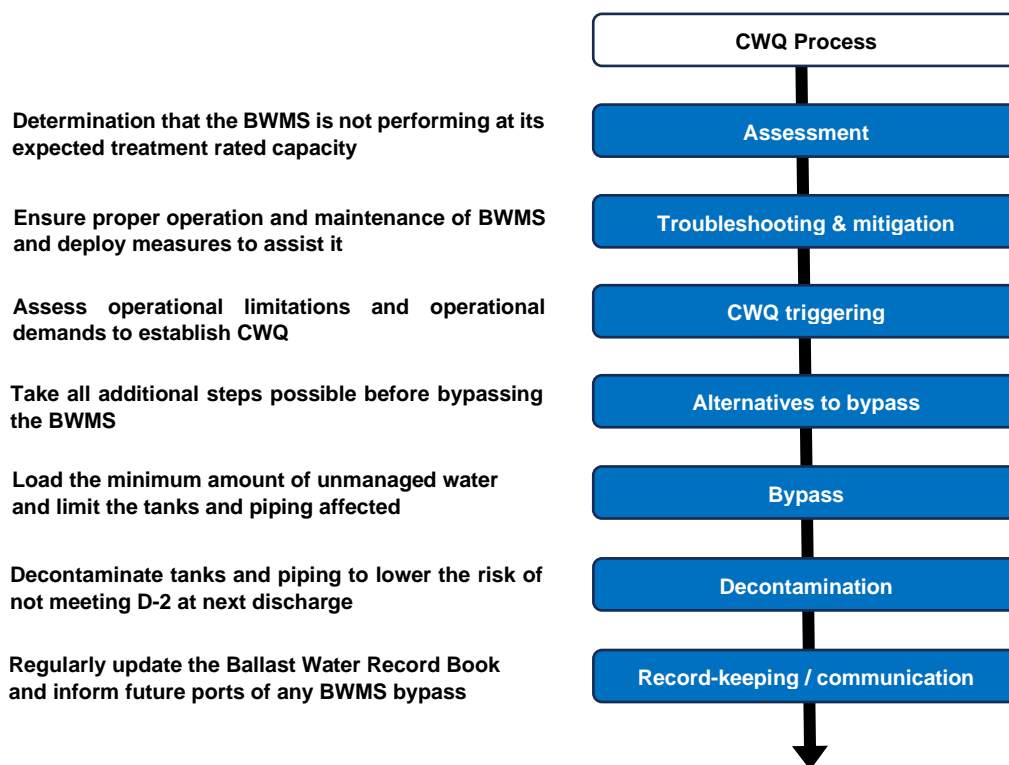 CWQ Process
Determination that the BWMS is not performing at its
expected treatment rated capacity
Assessment
Ensure proper operation and maintenance of BWMS
and deploy measures to assist it
Troubleshooting & mitigation
Assess operational limitations and operational
demands to establish CWQ
CWQ triggering
Take all additional steps possible before bypassing
the BWMS
Alternatives to bypass
Load the minimum amount of unmanaged water
and limit the tanks and piping affected
Bypass
Decontaminate tanks and piping to lower the risk of
not meeting D-2 at next discharge
Decontamination
Regularly update the Ballast Water Record Book
and inform future ports of any BWMS bypass
Record-keeping / communication